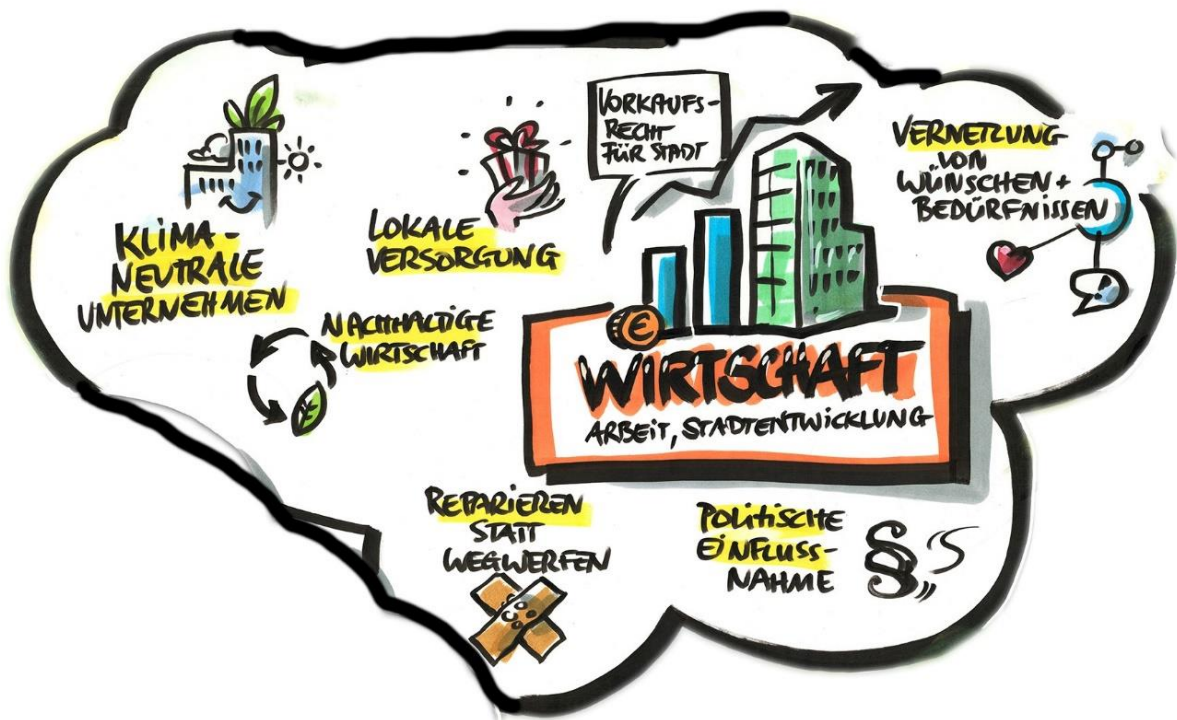 VORKAUFS-
RECHT
FÜR STADT
VERNETZUNG
VON
WÜNSCHEN +
BEDÜRFNISSEN
KLIMA-
NEUTRALE
UNTERNEHMEN
LOKALE
VERSORGUNG
NACHHALTIGE
WIRTSCHAFT
€
WIRTSCHAFT
ARBEIT, STADTENTWICKLUNG
REPARIEREN
STATT
WEGWERFEN
POLITISCHE
EINFLUSS-
NAHME
§